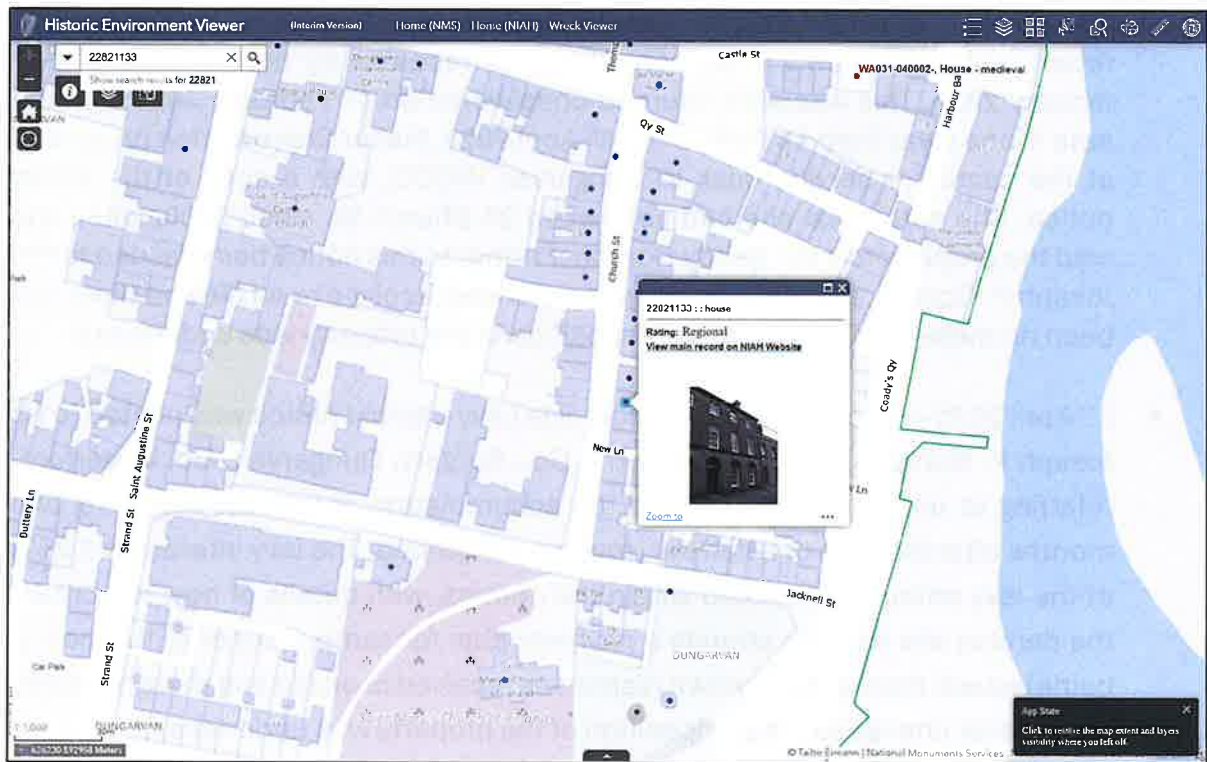 Historic Environment Viewer (Interim Version) Home (NMS) Home (NIAH) Wreck Viewer
22821133
Show search results for 22821
Castle St
WA031-040002-, House - medieval
Harbour
Qy St
Church St
22821133 : : house
Rating: Regional
View main record on NIAH Website
Zoom to
...
Coady's Qy
New Ln
Ln
Strand St
Saint Augustine St
Buttery Ln
Jacknell St
DUNGARVAN
Strand St
Car Park
DUNGARVAN
Meters
App State
Click to restore the map extent and layers
visibility where you left off.
National Monuments Services